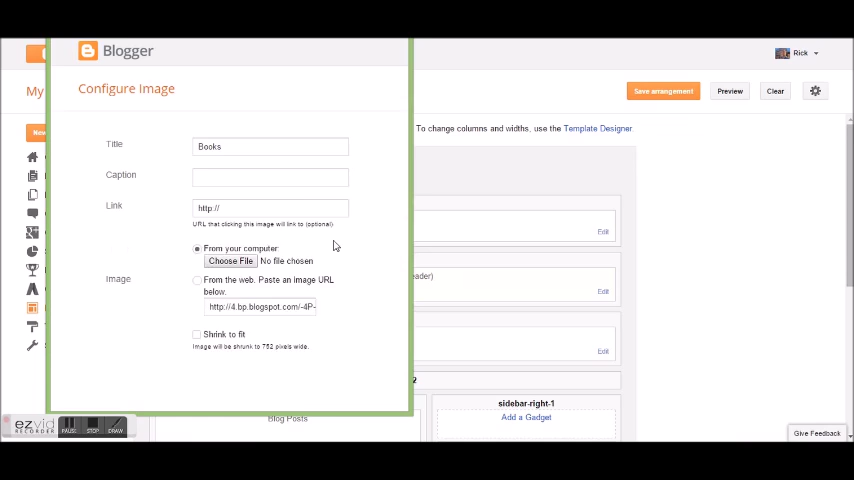 Blogger
Rick
My
Configure Image
Save arrangement
Preview
Clear
To change columns and widths, use the Template Designer.
New
Title
Books
Caption
Link
http://
URL that clicking this image will link to (optional)
Edit
From your computer
Choose File No file chosen
eader)
Image
From the web. Paste an image URL
below.
Edit
http://4.bp.blogspot.com/-4P-
Shrink to fit
Image will be shrunk to 752 pixels wide.
Edit
2
sidebar-right-1
Add a Gadget
Blog Posts
ezvid
RECORDER
PAUSE
STOP
DRAW
Give Feedback